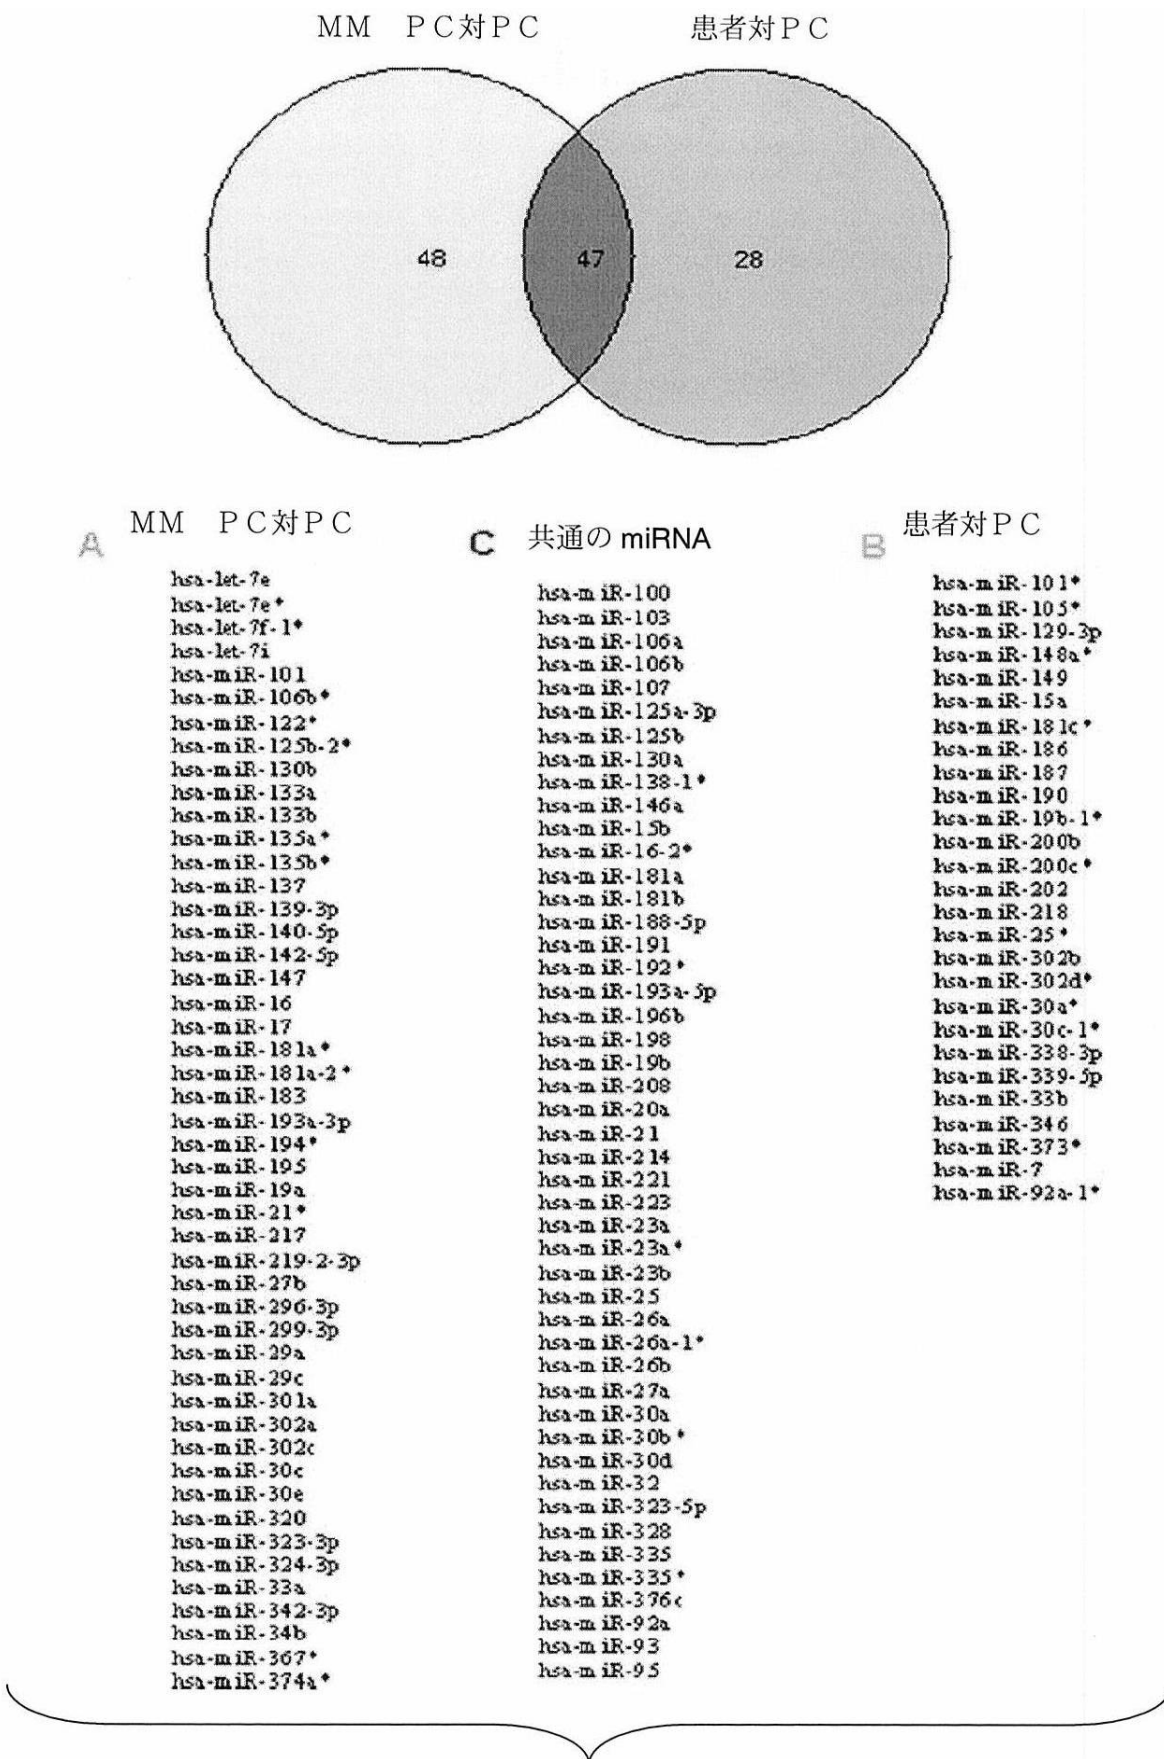 MM　ＰＣ対ＰＣ
患者対ＰＣ
48
47
28
A
MM　ＰＣ対ＰＣ
hsa-let-7e
hsa-let-7e*
hsa-let-7f-1*
hsa-let-7i
hsa-miR-101
hsa-miR-106b*
hsa-miR-122*
hsa-miR-125b-2*
hsa-miR-130b
hsa-miR-133a
hsa-miR-133b
hsa-miR-135a*
hsa-miR-135b*
hsa-miR-137
hsa-miR-139-3p
hsa-miR-140-5p
hsa-miR-142-5p
hsa-miR-147
hsa-miR-16
hsa-miR-17
hsa-miR-181a*
hsa-miR-181a-2*
hsa-miR-183
hsa-miR-193a-3p
hsa-miR-194*
hsa-miR-195
hsa-miR-19a
hsa-miR-21*
hsa-miR-217
hsa-miR-219-2-3p
hsa-miR-27b
hsa-miR-296-3p
hsa-miR-299-3p
hsa-miR-29a
hsa-miR-29c
hsa-miR-301a
hsa-miR-302a
hsa-miR-302c
hsa-miR-30c
hsa-miR-30e
hsa-miR-320
hsa-miR-323-3p
hsa-miR-324-3p
hsa-miR-33a
hsa-miR-342-3p
hsa-miR-34b
hsa-miR-367*
hsa-miR-374a*
C
共通の miRNA
hsa-miR-100
hsa-miR-103
hsa-miR-106a
hsa-miR-106b
hsa-miR-107
hsa-miR-125a-3p
hsa-miR-125b
hsa-miR-130a
hsa-miR-138-1*
hsa-miR-146a
hsa-miR-15b
hsa-miR-16-2*
hsa-miR-181a
hsa-miR-181b
hsa-miR-188-5p
hsa-miR-191
hsa-miR-192*
hsa-miR-193a-5p
hsa-miR-196b
hsa-miR-198
hsa-miR-19b
hsa-miR-208
hsa-miR-20a
hsa-miR-21
hsa-miR-214
hsa-miR-221
hsa-miR-223
hsa-miR-23a
hsa-miR-23a*
hsa-miR-23b
hsa-miR-25
hsa-miR-26a
hsa-miR-26a-1*
hsa-miR-26b
hsa-miR-27a
hsa-miR-30a
hsa-miR-30b*
hsa-miR-30d
hsa-miR-32
hsa-miR-323-5p
hsa-miR-328
hsa-miR-335
hsa-miR-335*
hsa-miR-376c
hsa-miR-92a
hsa-miR-93
hsa-miR-95
B
患者対ＰＣ
hsa-miR-101*
hsa-miR-105*
hsa-miR-129-3p
hsa-miR-148a*
hsa-miR-149
hsa-miR-15a
hsa-miR-181c*
hsa-miR-186
hsa-miR-187
hsa-miR-190
hsa-miR-19b-1*
hsa-miR-200b
hsa-miR-200c*
hsa-miR-202
hsa-miR-218
hsa-miR-25*
hsa-miR-302b
hsa-miR-302d*
hsa-miR-30a*
hsa-miR-30c-1*
hsa-miR-338-3p
hsa-miR-339-5p
hsa-miR-33b
hsa-miR-346
hsa-miR-373*
hsa-miR-7
hsa-miR-92a-1*